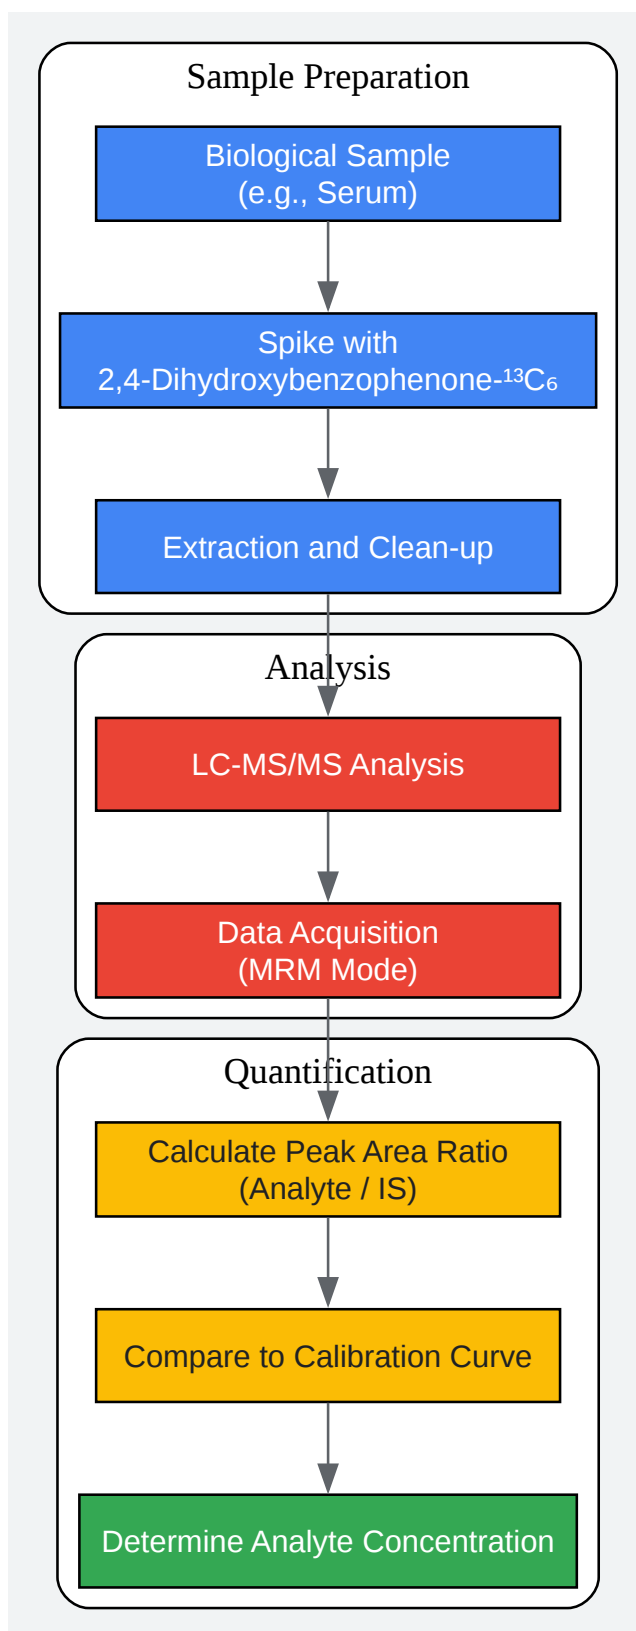 Sample Preparation
Biological Sample
(e.g., Serum)
Spike with
2,4-Dihydroxybenzophenone-¹³C₆
Extraction and Clean-up
Analysis
LC-MS/MS Analysis
Data Acquisition
(MRM Mode)
Quantification
Calculate Peak Area Ratio
(Analyte / IS)
Compare to Calibration Curve
Determine Analyte Concentration